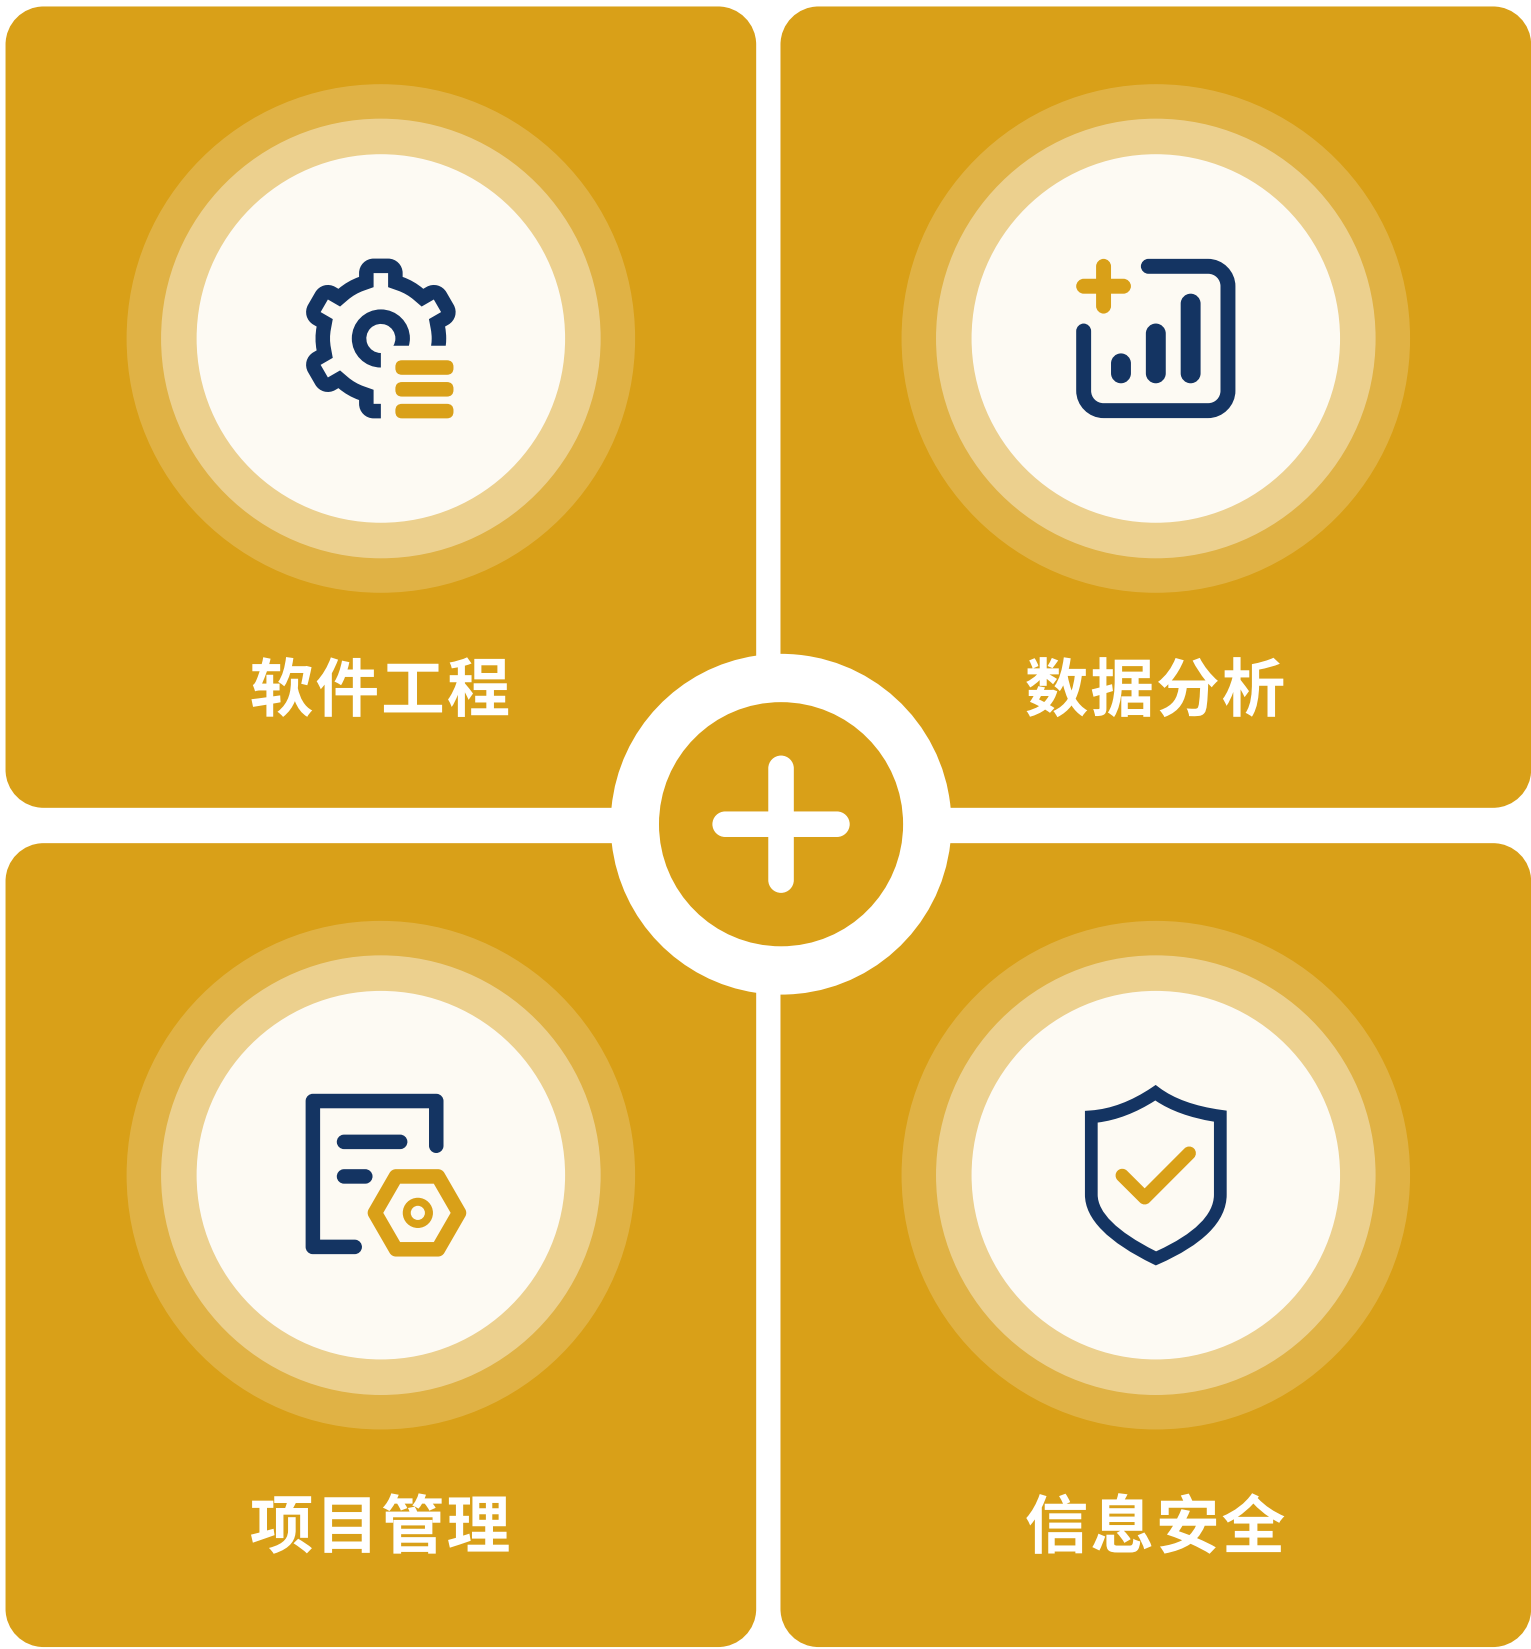 软件工程
数据分析
项目管理
信息安全